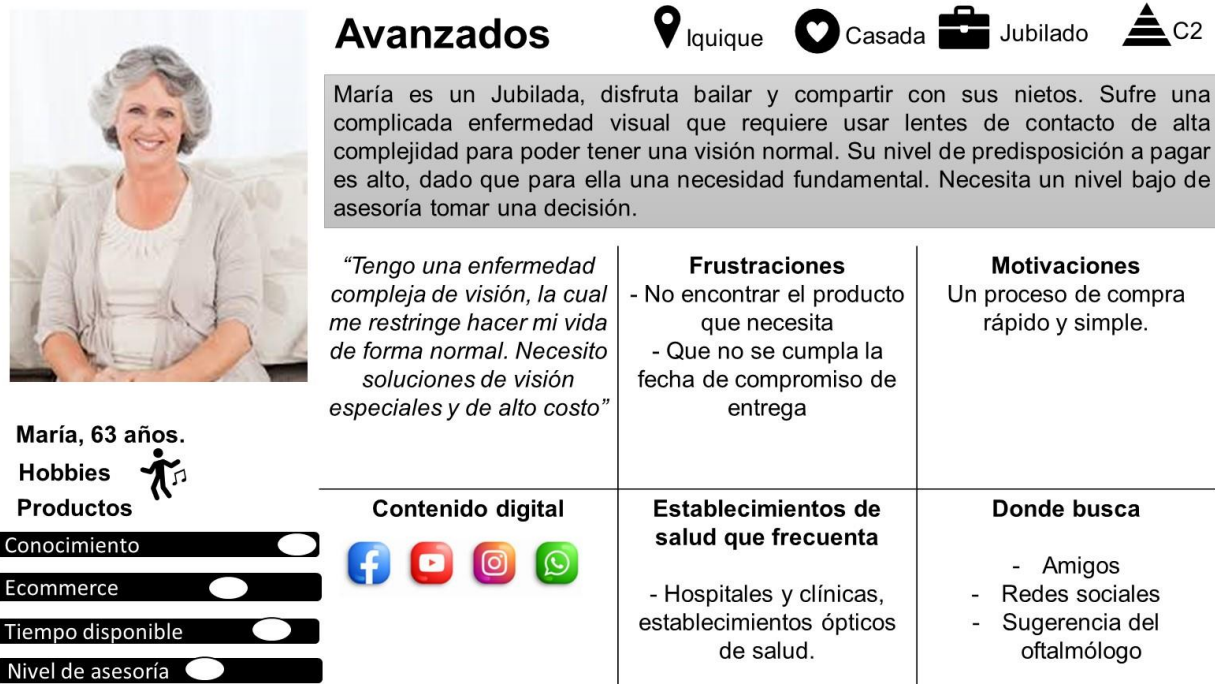 Avanzados
Iquique
Casada
Jubilado
C2
María es un Jubilada, disfruta bailar y compartir con sus nietos. Sufre una
complicada enfermedad visual que requiere usar lentes de contacto de alta
complejidad para poder tener una visión normal. Su nivel de predisposición a pagar
es alto, dado que para ella una necesidad fundamental. Necesita un nivel bajo de
asesoría tomar una decisión.
“Tengo una enfermedad
compleja de visión, la cual
me restringe hacer mi vida
de forma normal. Necesito
soluciones de visión
especiales y de alto costo”
Frustraciones
- No encontrar el producto
que necesita
- Que no se cumpla la
fecha de compromiso de
entrega
Motivaciones
Un proceso de compra
rápido y simple.
María, 63 años.
Hobbies
Productos
Conocimiento
Ecommerce
Tiempo disponible
Nivel de asesoría
Contenido digital
Establecimientos de
salud que frecuenta
- Hospitales y clínicas,
establecimientos ópticos
de salud.
Donde busca
- Amigos
- Redes sociales
- Sugerencia del
oftalmólogo